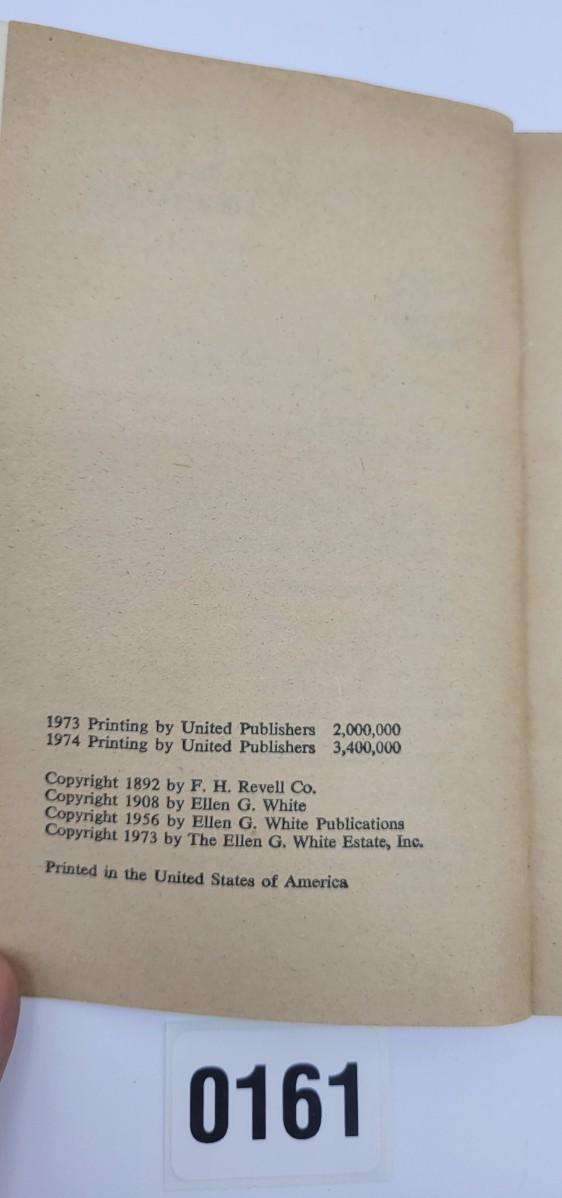 1973 Printing by United Publishers 2,000,000
1974 Printing by United Publishers 3,400,000
Copyright 1892 by F. H. Revell Co.
Copyright 1908 by Ellen G. White
Copyright 1956 by Ellen G. White Publications
Copyright 1973 by The Ellen G. White Estate, Inc.
Printed in the United States of America
0161